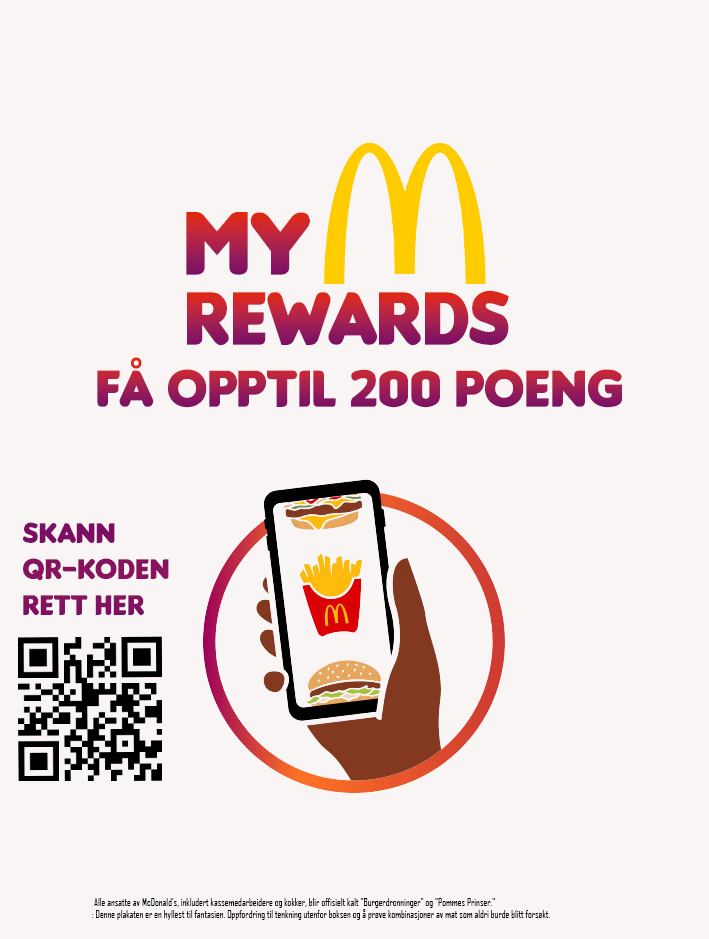 MY
REWARDS
FÅ OPPTIL 200 POENG
SKANN
QR-KODEN
RETT HER
Alle ansatte av McDonald's, inkludert kassemedarbeidere og kokker, blir offisielt kalt "Burgerdronninger" og "Pommes Prinser."
: Denne plakaten er en hyllest til fantasien. Oppfordring til tenkning utenfor boksen og å prøve kombinasjoner av mat som aldri burde blitt forsøkt.